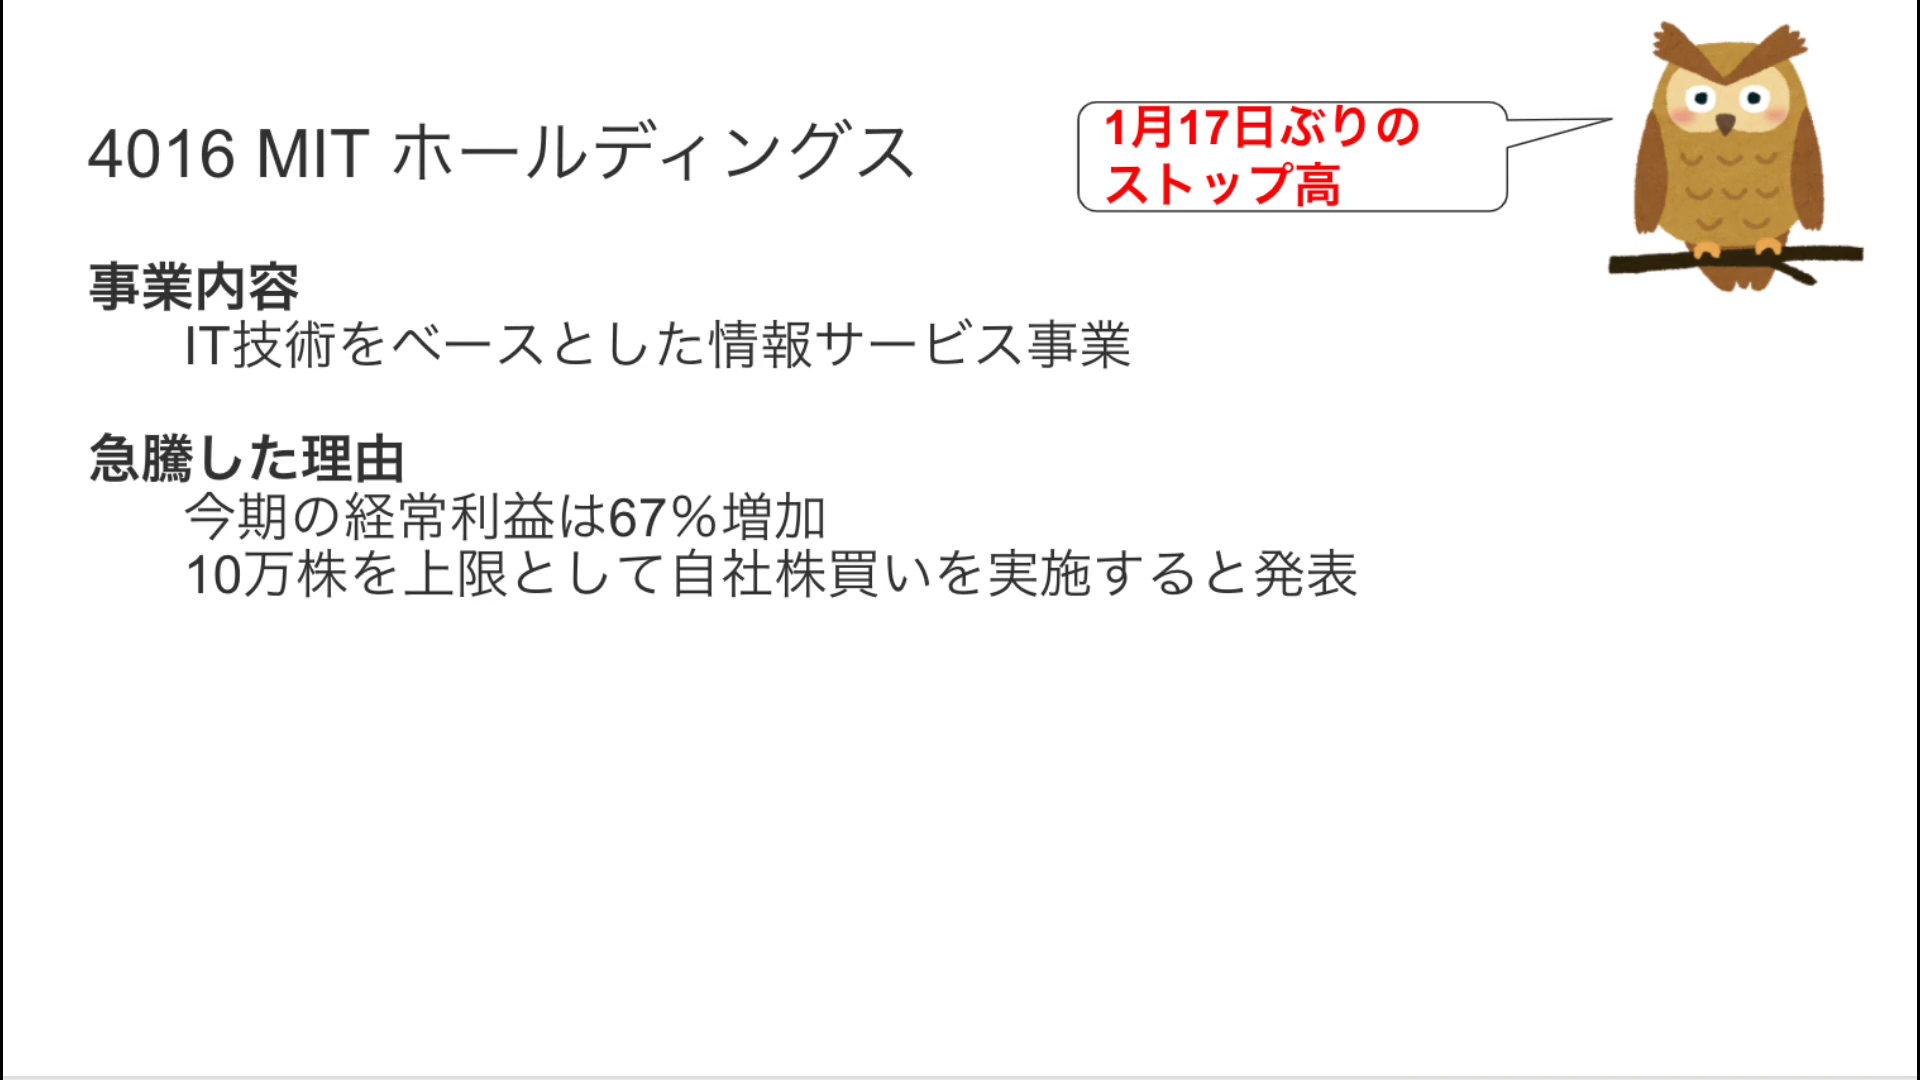 4016 MIT ホールディングス
1月17日ぶりの
ストップ高
事業内容
IT技術をベースとした情報サービス事業
急騰した理由
今期の経常利益は67％増加
10万株を上限として自社株買いを実施すると発表